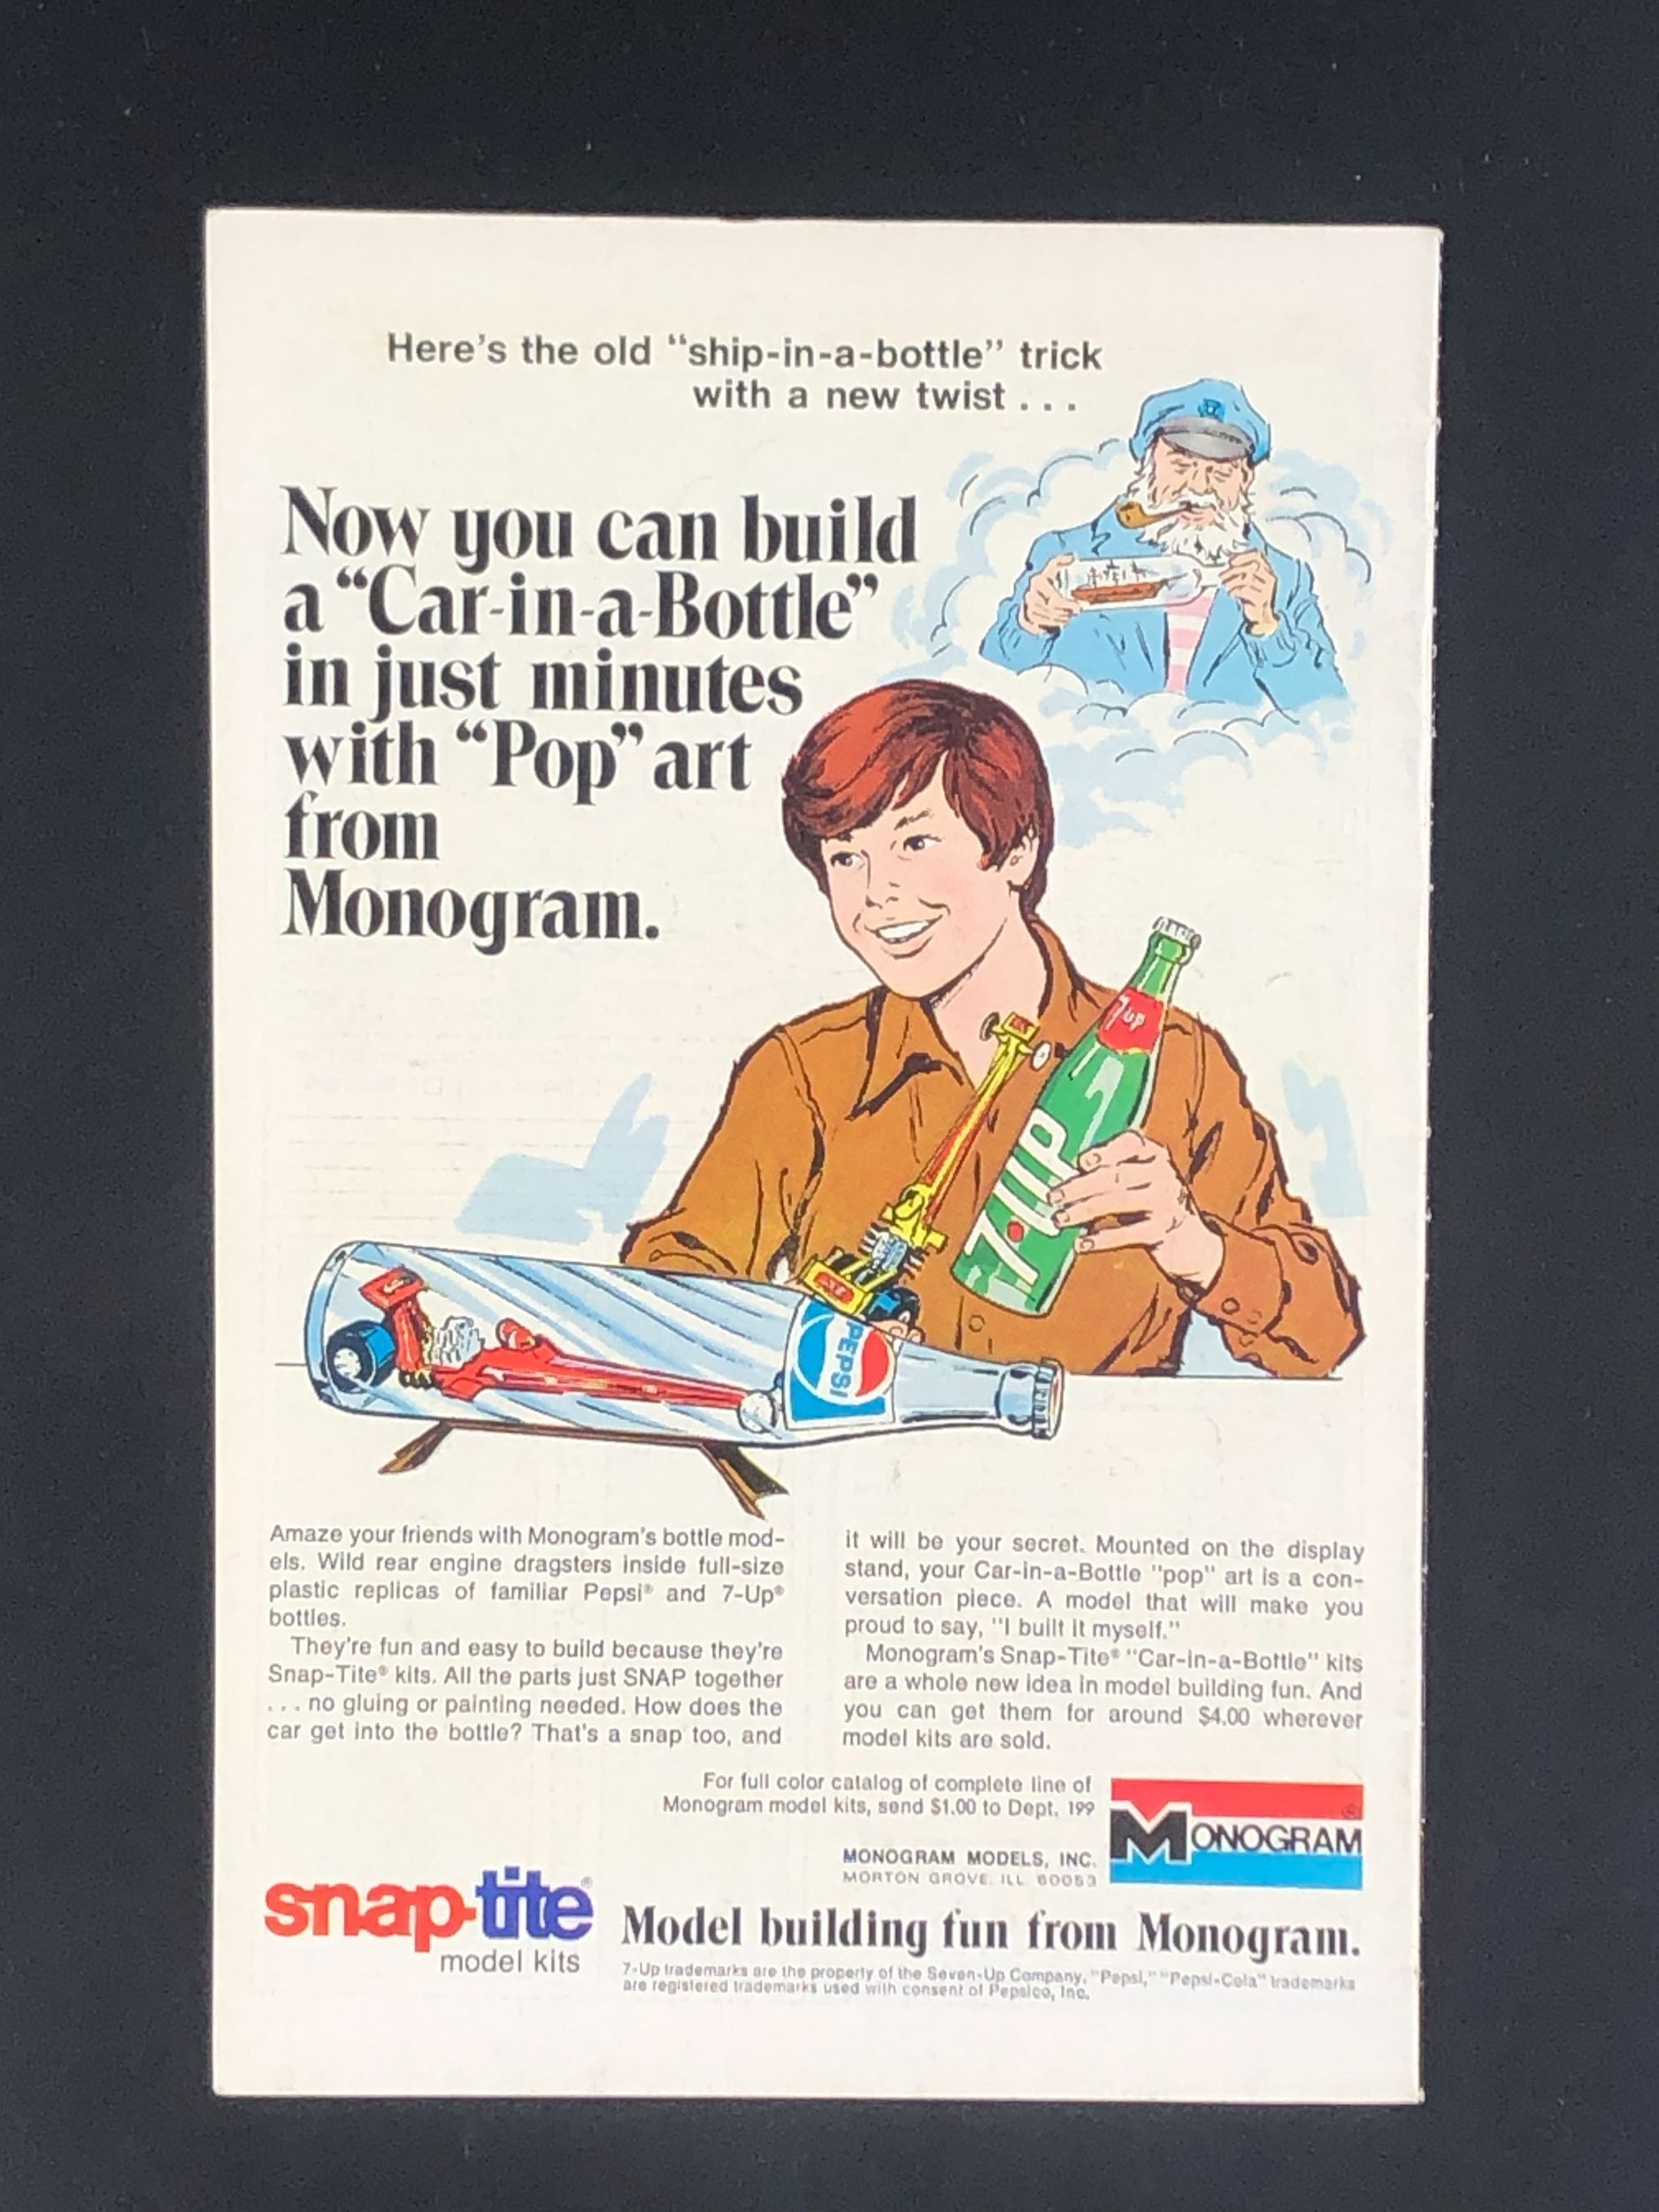 Here's the old "ship-in-a-bottle" trick
with a new twist . . .
Now you can build
a “Car-in-a-Bottle”
in just minutes
with “Pop” art
from
Monogram.
7up
7·UP
PEPSI
Amaze your friends with Monogram's bottle mod-
els. Wild rear engine dragsters inside full-size
plastic replicas of familiar Pepsi® and 7-Up®
bottles.
They're fun and easy to build because they're
Snap-Tite® kits. All the parts just SNAP together
. . . no gluing or painting needed. How does the
car get into the bottle? That's a snap too, and
it will be your secret. Mounted on the display
stand, your Car-in-a-Bottle "pop" art is a con-
versation piece. A model that will make you
proud to say, "I built it myself."
Monogram's Snap-Tite® "Car-in-a-Bottle" kits
are a whole new idea in model building fun. And
you can get them for around $4.00 wherever
model kits are sold.
For full color catalog of complete line of
Monogram model kits, send $1.00 to Dept. 199
MONOGRAM MODELS, INC.
MORTON GROVE, ILL. 60053
MONOGRAM ®
snap-tite®
model kits
Model building fun from Monogram.
7-Up trademarks are the property of the Seven-Up Company. "Pepsi," "Pepsi-Cola" trademarks
are registered trademarks used with consent of Pepsico, Inc.